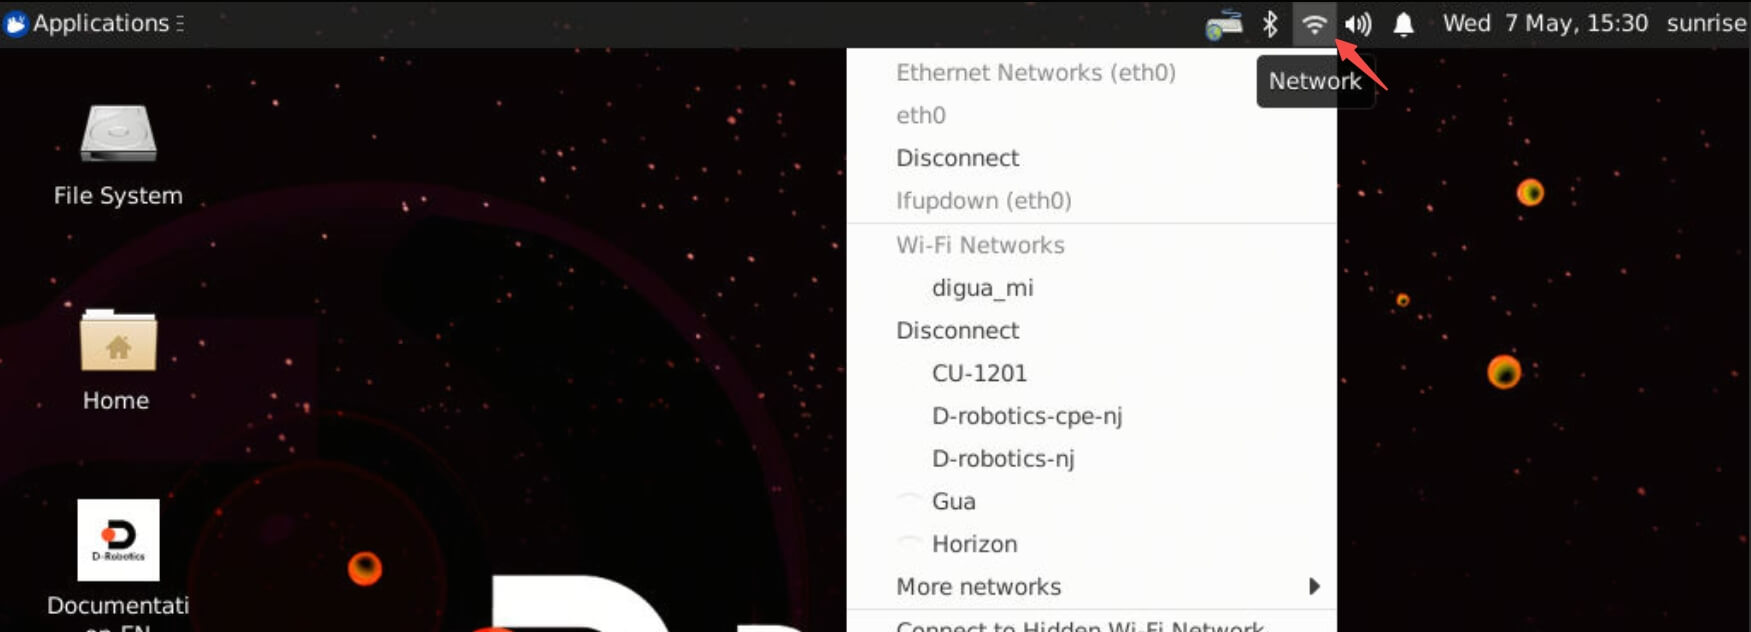 Applications
Wed 7 May, 15:30 sunrise
Network
Ethernet Networks (eth0)
eth0
Disconnect
Ifupdown (eth0)
Wi-Fi Networks
digua_mi
Disconnect
CU-1201
D-robotics-cpe-nj
D-robotics-nj
Gua
Horizon
More networks
Connect to Hidden Wi-Fi Network
File System
Home
D-Robotics
Documentati
on-EN